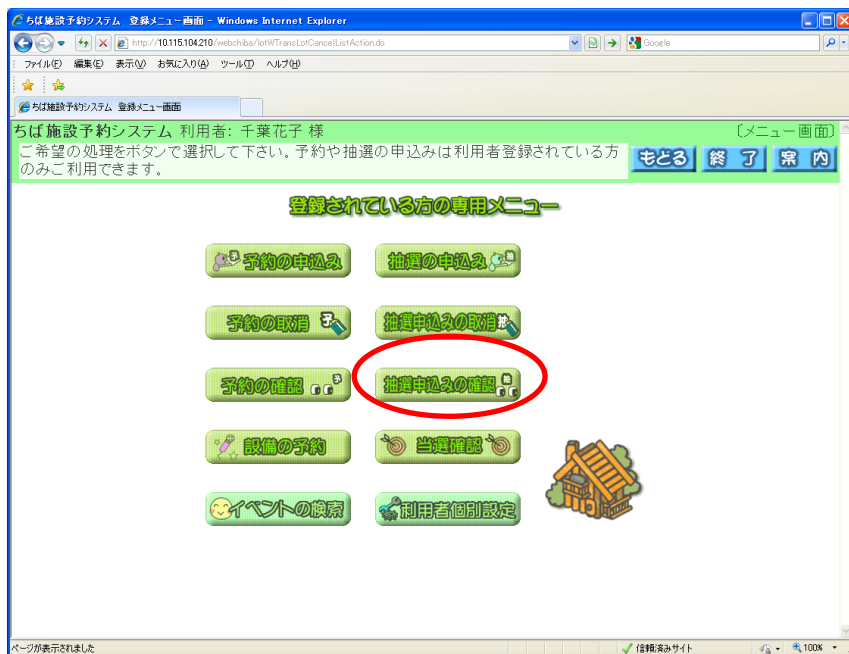 ちば施設予約システム 登録メニュー画面 - Windows Internet Explorer
http://10.115.104.210/webchiba/lotWTransLotCancelListAction.do
Google
ファイル(F) 編集(E) 表示(V) お気に入り(A) ツール(T) ヘルプ(H)
ちば施設予約システム 登録メニュー画面
ちば施設予約システム 利用者: 千葉花子 様
〔メニュー画面〕
ご希望の処理をボタンで選択して下さい。予約や抽選の申込みは利用者登録されている方
のみご利用できます。
もどる 終 了 案 内
登録されている方の専用メニュー
予約の申込み 抽選の申込み
予約の取消 抽選申込みの取消
予約の確認 抽選申込みの確認
設備の予約 当選確認
イベントの検索 利用者個別設定
ページが表示されました
信頼済みサイト
100%